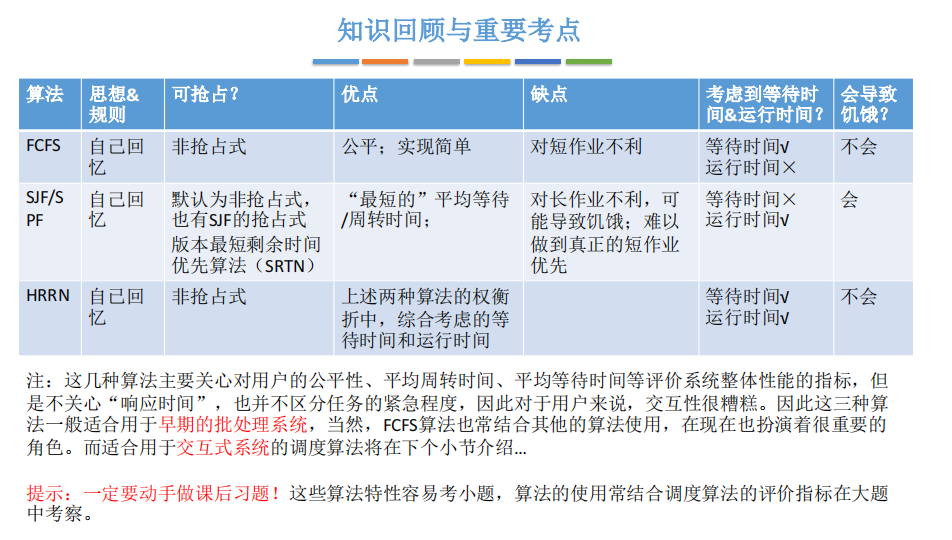 知识回顾与重要考点
算法
思想&
规则
可抢占？
优点
缺点
考虑到等待时
间&运行时间？
会导致
饥饿？
FCFS
自己回
忆
非抢占式
公平；实现简单
对短作业不利
等待时间√
运行时间×
不会
SJF/S
PF
自己回
忆
默认为非抢占式，
也有SJF的抢占式
版本最短剩余时间
优先算法（SRTN）
“最短的”平均等待
/周转时间；
对长作业不利，可
能导致饥饿；难以
做到真正的短作业
优先
等待时间×
运行时间√
会
HRRN
自己回
忆
非抢占式
上述两种算法的权衡
折中，综合考虑的等
待时间和运行时间
等待时间√
运行时间√
不会
注：这几种算法主要关心对用户的公平性、平均周转时间、平均等待时间等评价系统整体性能的指标，但
是不关心“响应时间”，也并不区分任务的紧急程度，因此对于用户来说，交互性很糟糕。因此这三种算
法一般适合用于早期的批处理系统，当然，FCFS算法也常结合其他的算法使用，在现在也扮演着很重要的
角色。而适合用于交互式系统的调度算法将在下个小节介绍...
提示：一定要动手做课后习题！这些算法特性容易考小题，算法的使用常结合调度算法的评价指标在大题
中考察。